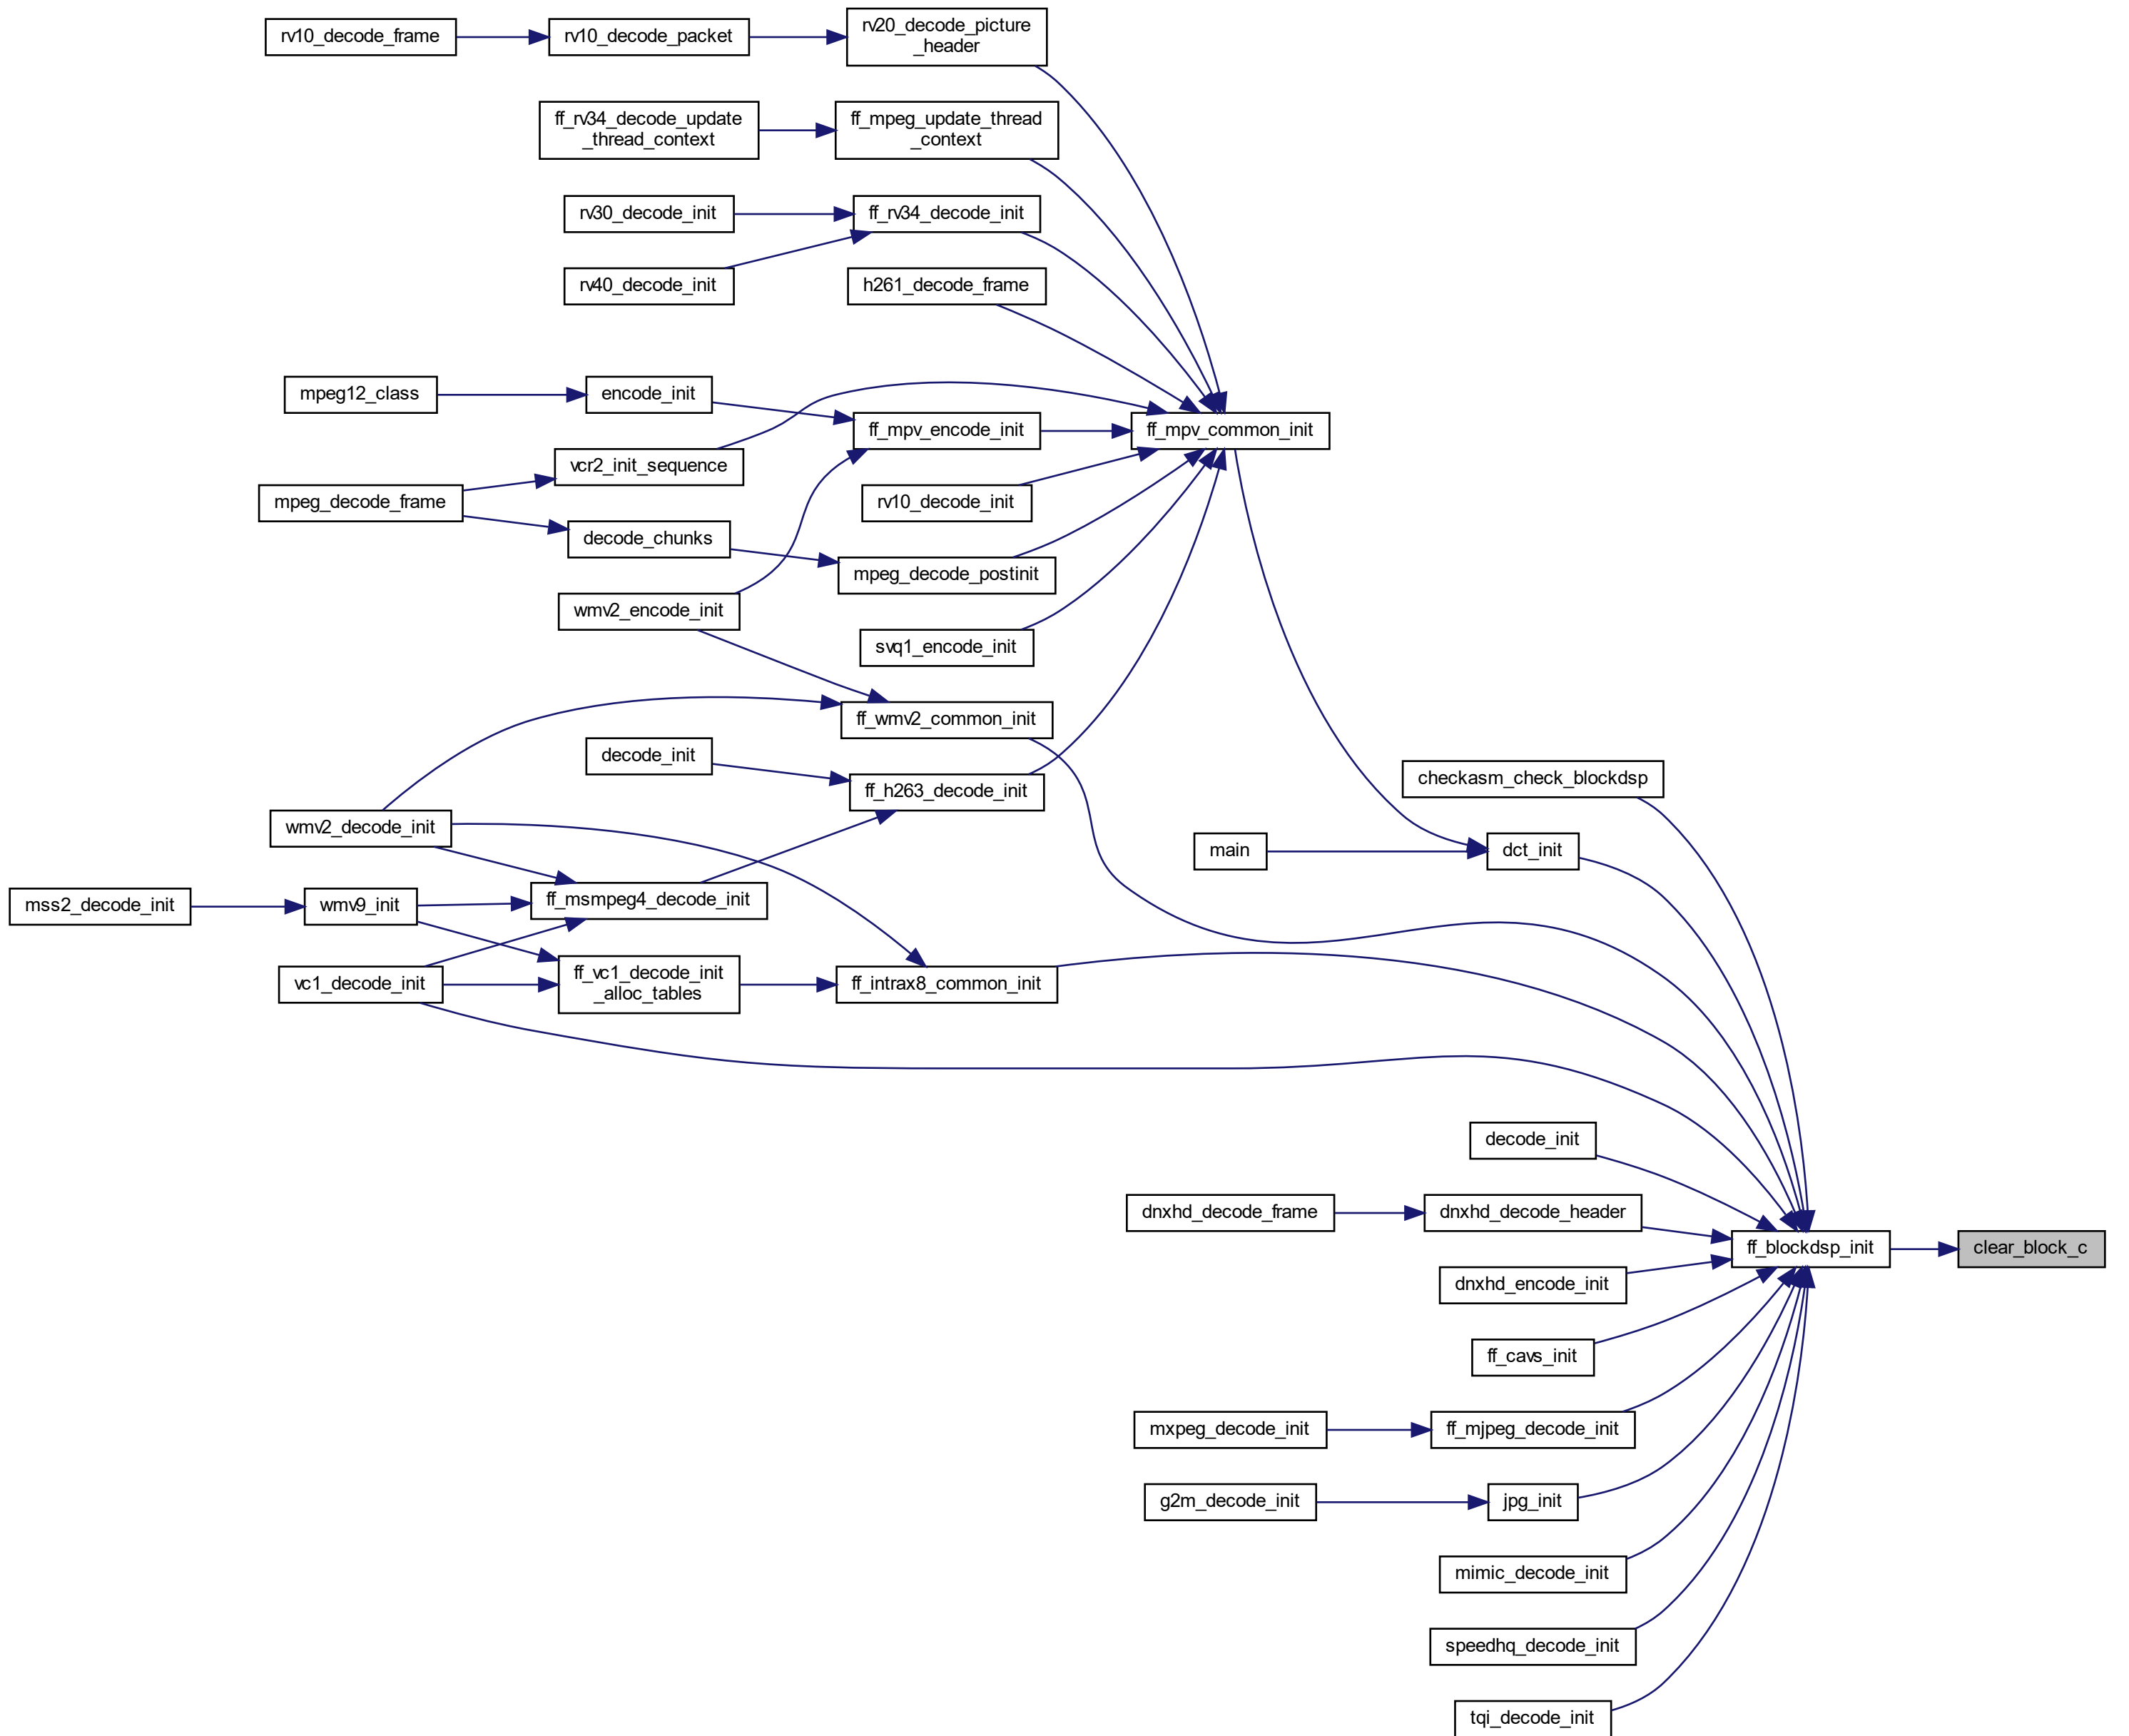 rv10_decode_frame
rv10_decode_packet
rv20_decode_picture
_header
ff_rv34_decode_update
_thread_context
ff_mpeg_update_thread
_context
rv30_decode_init
ff_rv34_decode_init
rv40_decode_init
h261_decode_frame
mpeg12_class
encode_init
ff_mpv_encode_init
ff_mpv_common_init
vcr2_init_sequence
mpeg_decode_frame
rv10_decode_init
decode_chunks
mpeg_decode_postinit
wmv2_encode_init
svq1_encode_init
ff_wmv2_common_init
decode_init
ff_h263_decode_init
checkasm_check_blockdsp
wmv2_decode_init
main
dct_init
mss2_decode_init
wmv9_init
ff_msmpeg4_decode_init
vc1_decode_init
ff_vc1_decode_init
_alloc_tables
ff_intrax8_common_init
decode_init
dnxhd_decode_frame
dnxhd_decode_header
ff_blockdsp_init
clear_block_c
dnxhd_encode_init
ff_cavs_init
mxpeg_decode_init
ff_mjpeg_decode_init
g2m_decode_init
jpg_init
mimic_decode_init
speedhq_decode_init
tqi_decode_init